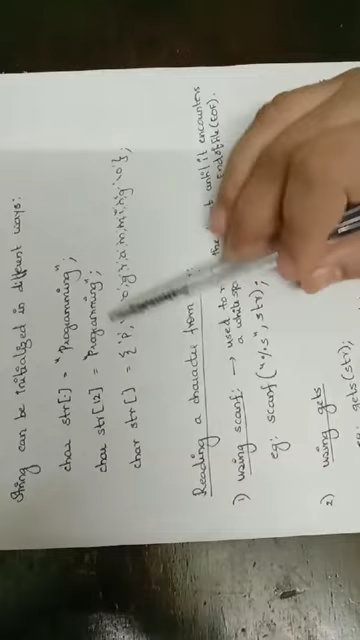 String can be initialized in different ways:
char str[] = "Programming";
char str[12] = "Programming";
char str[] = {'P', 'o','g','r','a','m','m','i','n','g','\0'};
Reading a character from
1) using scanf: → used to r the until it encounters
a white sp End of file (EOF).
eg: scanf("%s", str);
2) using gets
eg: gets(str);